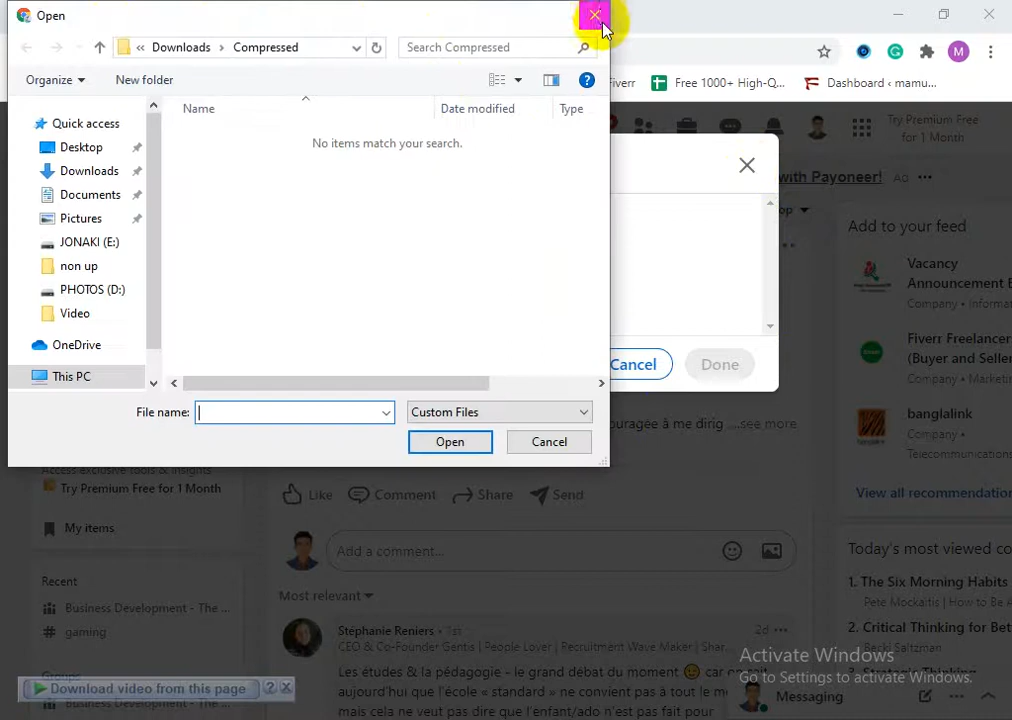 Open
Downloads
Compressed
Search Compressed
Organize
New folder
Name
Date modified
Type
No items match your search.
Quick access
Desktop
Downloads
Documents
Pictures
JONAKI (E:)
non up
PHOTOS (D:)
Video
OneDrive
This PC
File name:
Custom Files
Open
Cancel
M
Fiverr
Free 1000+ High-Q...
Dashboard ‹ mamu...
Try Premium Free
for 1 Month
with Payoneer!
Ad
Cancel
Done
Add to your feed
Vacancy
Announcement
Company •
Fiverr Freelancer
(Buyer and Seller
Company •
banglalink
Company •
View all recommendation
ouragée à me dirig
...see more
Access exclusive tools & insights
Try Premium Free for 1 Month
My items
Like
Comment
Share
Send
Add a comment...
Most relevant
Recent
Business Development - The ...
gaming
Groups
Stéphanie Reniers • 1st
2d
CEO & Co-Founder Gentis | People Lover | Recruitment Wave Maker | Shar...
Les études & la pédagogie - le grand débat du moment 😉 car
aujourd'hui que l'école « standard » ne convient pas à tout le m
mais cela ne veut pas dire que l'enfant/ado n'est pas fait pour
Today's most viewed co
1. The Six Morning Habits
Pete Mockaitis | How to Be A
2. Critical Thinking for Bet
Becki Saltzman
Activate Windows
Go to Settings to activate Windows.
Messaging
Download video from this page